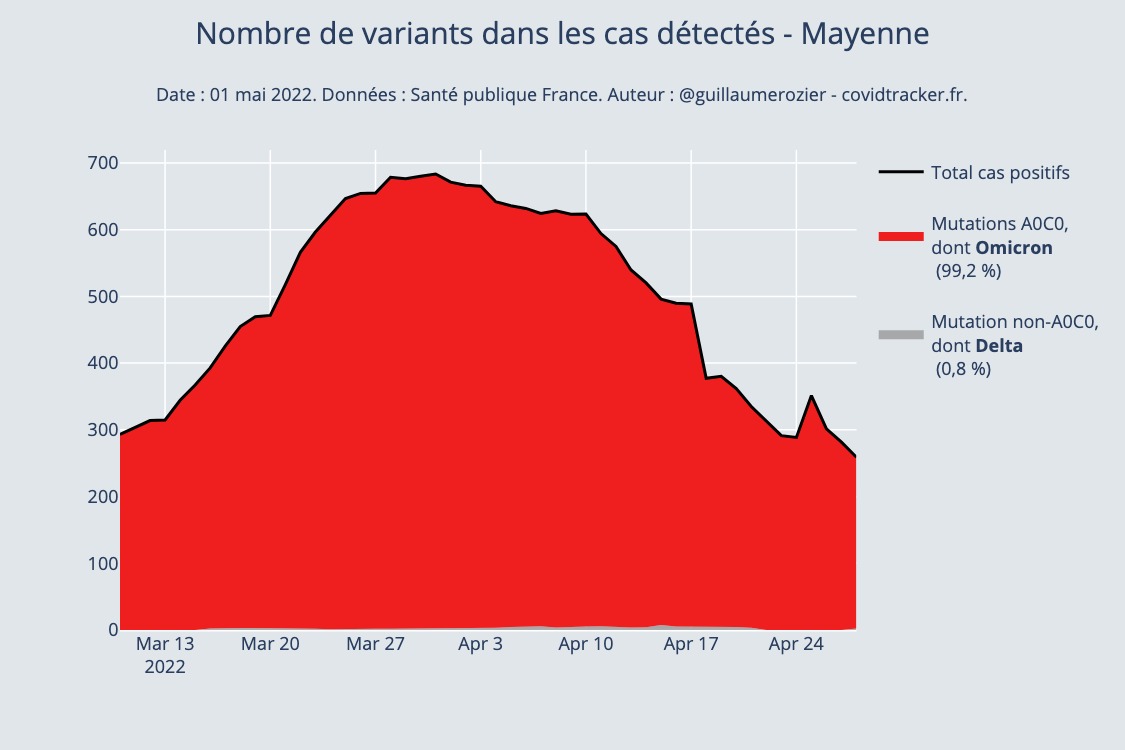 Nombre de variants dans les cas détectés - Mayenne
Date : 01 mai 2022. Données : Santé publique France. Auteur : @guillaumerozier - covidtracker.fr.
700
600
500
400
300
200
100
0
Mar 13
2022
Mar 20
Mar 27
Apr 3
Apr 10
Apr 17
Apr 24
Total cas positifs
Mutations A0C0,
dont Omicron
(99,2 %)
Mutation non-A0C0,
dont Delta
(0,8 %)